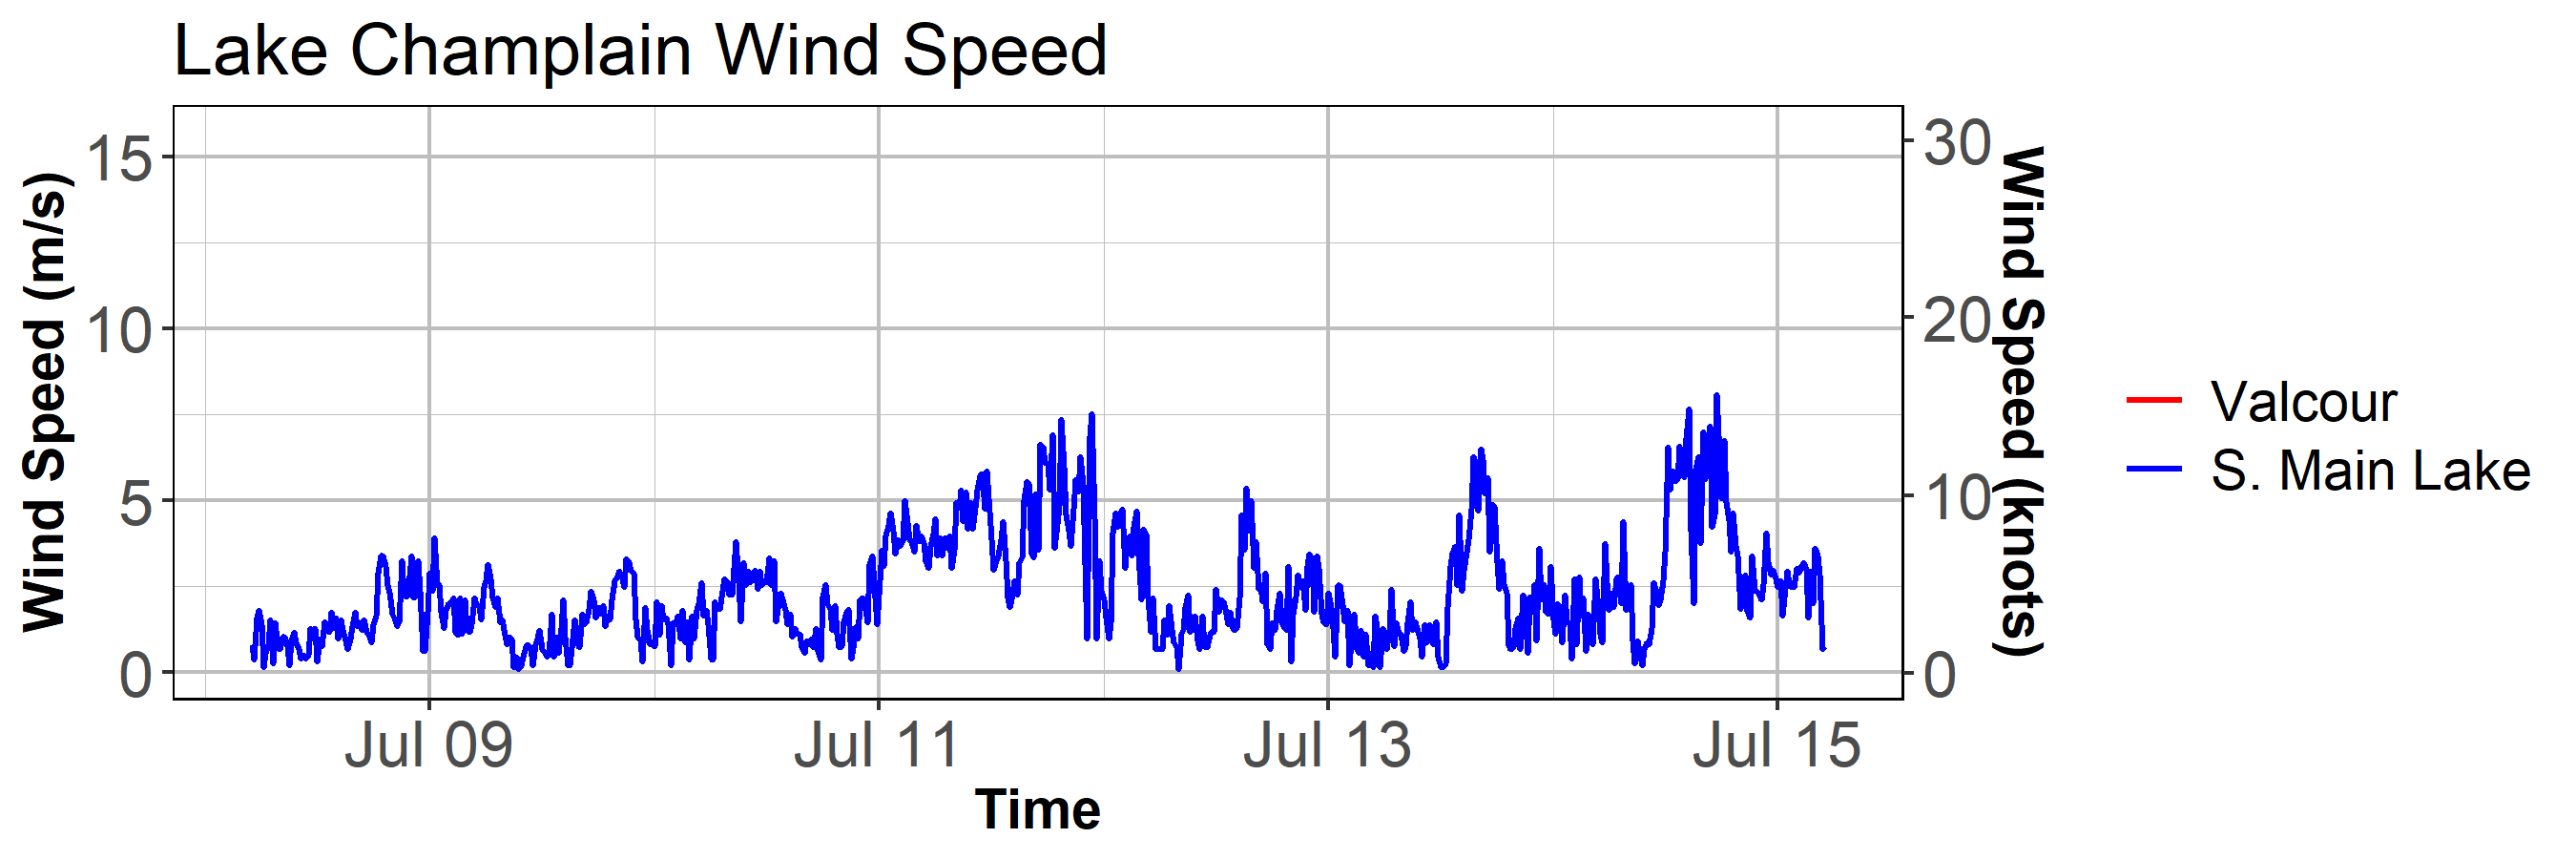 Lake Champlain Wind Speed
Wind Speed (m/s)
15
10
5
0
30
20
10
0
Wind Speed (knots)
Jul 09
Jul 11
Jul 13
Jul 15
Time
Valcour
S. Main Lake